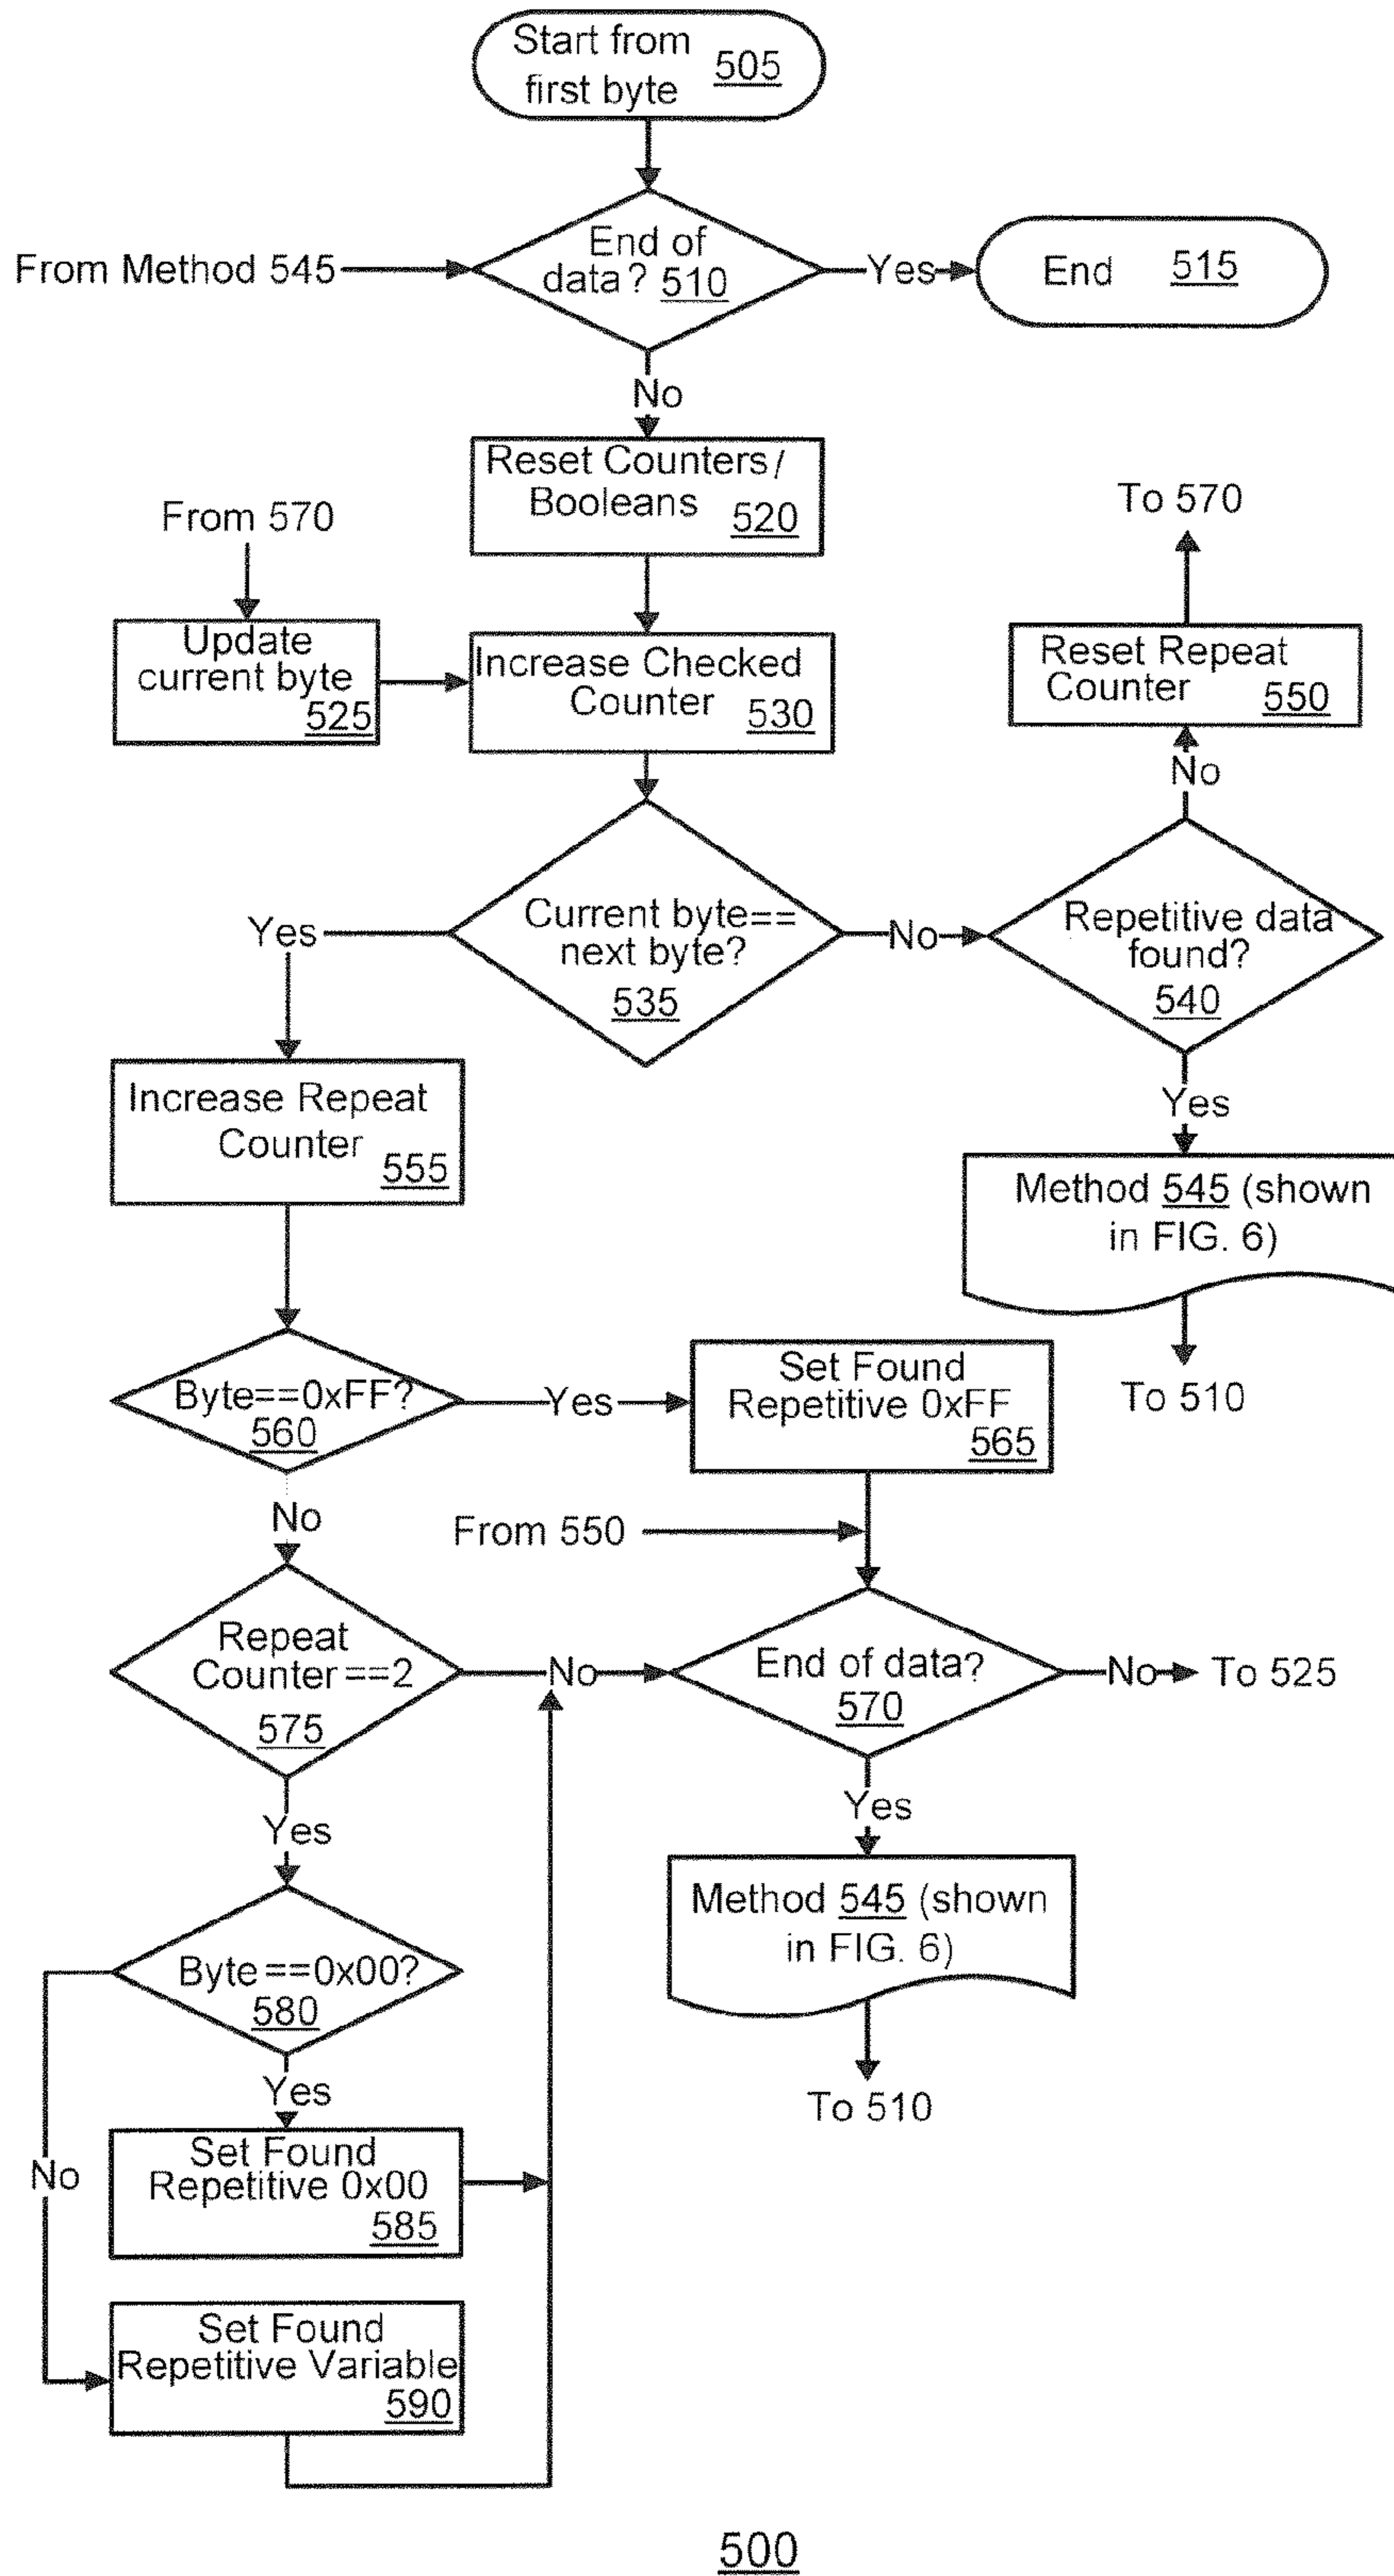 Start from
first byte 505
End of
data? 510
From Method 545
Yes
End 515
No
Reset Counters/
Booleans 520
From 570
To 570
Update
current byte
525
Increase Checked
Counter 530
Reset Repeat
Counter 550
No
Current byte==
next byte?
535
Yes
No
Repetitive data
found?
540
Yes
Increase Repeat
Counter 555
Method 545 (shown
in FIG. 6)
To 510
Byte==0xFF?
560
Yes
Set Found
Repetitive 0xFF
565
No
From 550
Repeat
Counter==2
575
No
End of data?
570
No
To 525
Yes
Yes
Method 545 (shown
in FIG. 6)
To 510
Byte==0x00?
580
Yes
No
Set Found
Repetitive 0x00
585
Set Found
Repetitive Variable
590
500